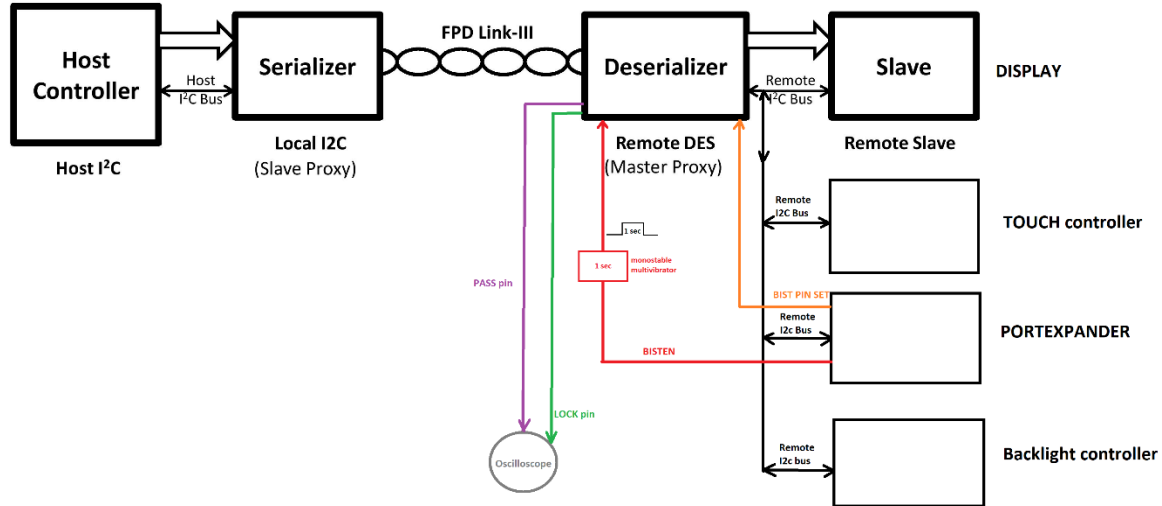 FPD Link-III
Host
Controller
Host
I²C Bus
Serializer
Deserializer
Remote
I²C Bus
Slave
DISPLAY
Host I²C
Local I2C
(Slave Proxy)
Remote DES
(Master Proxy)
Remote Slave
Remote
I2C Bus
TOUCH controller
1 sec
1 sec
monostable
multivibrator
PASS pin
BIST PIN SET
Remote
I2c Bus
PORTEXPANDER
BISTEN
LOCK pin
Oscilloscope
Remote
I2c bus
Backlight controller